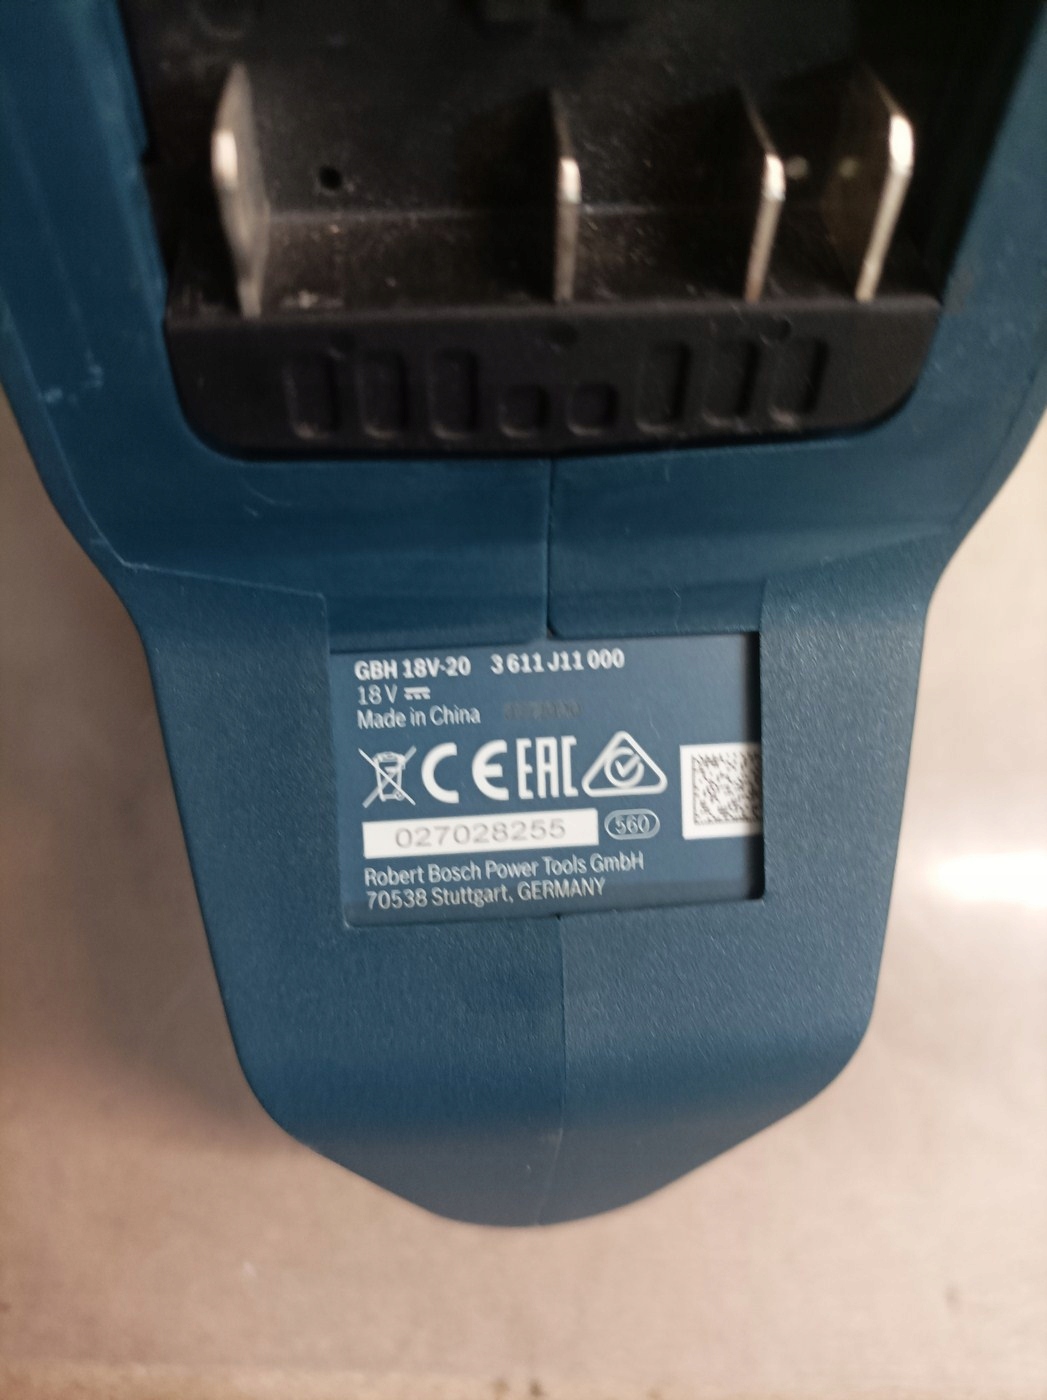 GBH 18V-20 3 611 J11 000
18 V ⎓
Made in China
CE EAC
027028255 560
Robert Bosch Power Tools GmbH
70538 Stuttgart, GERMANY